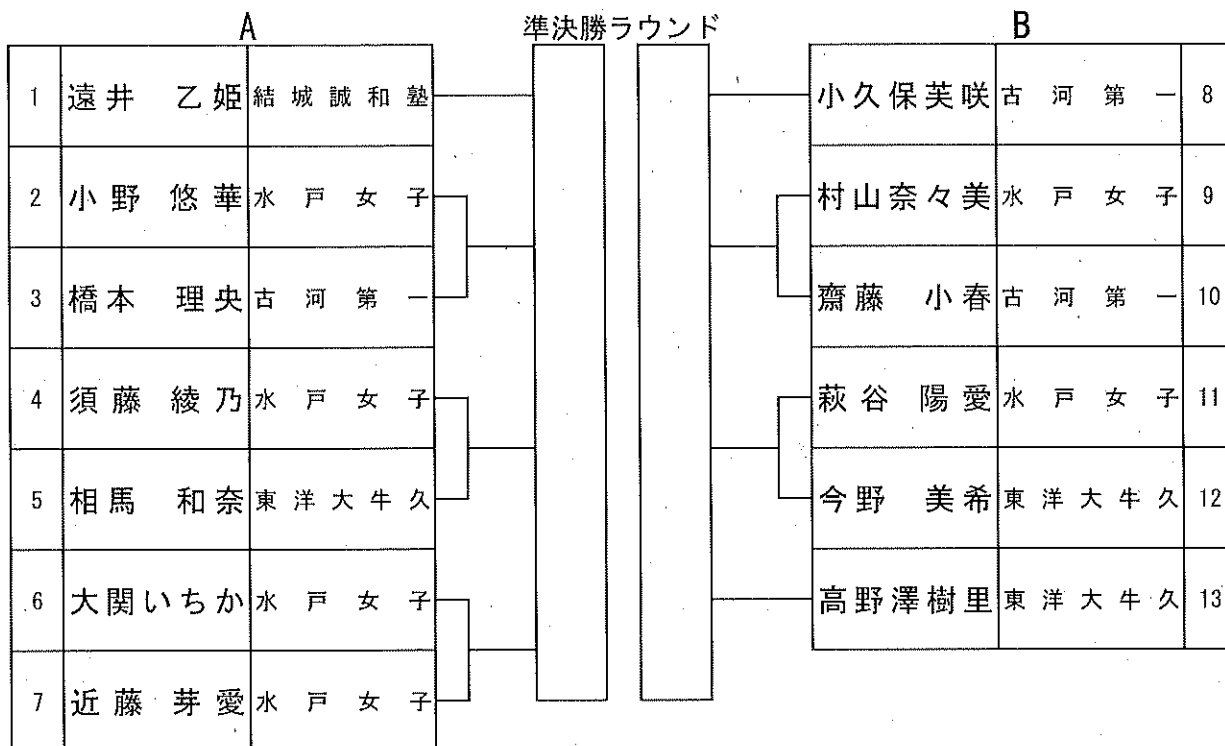 A 準決勝ラウンド B
1 遠井 乙姫 結城誠和塾
2 小野 悠華 水戸女子
3 橋本 理央 古河第一
4 須藤 綾乃 水戸女子
5 相馬 和奈 東洋大牛久
6 大関いちか 水戸女子
7 近藤 芽愛 水戸女子
小久保芙咲 古河第一 8
村山奈々美 水戸女子 9
齋藤 小春 古河第一 10
萩谷 陽愛 水戸女子 11
今野 美希 東洋大牛久 12
高野澤樹里 東洋大牛久 13